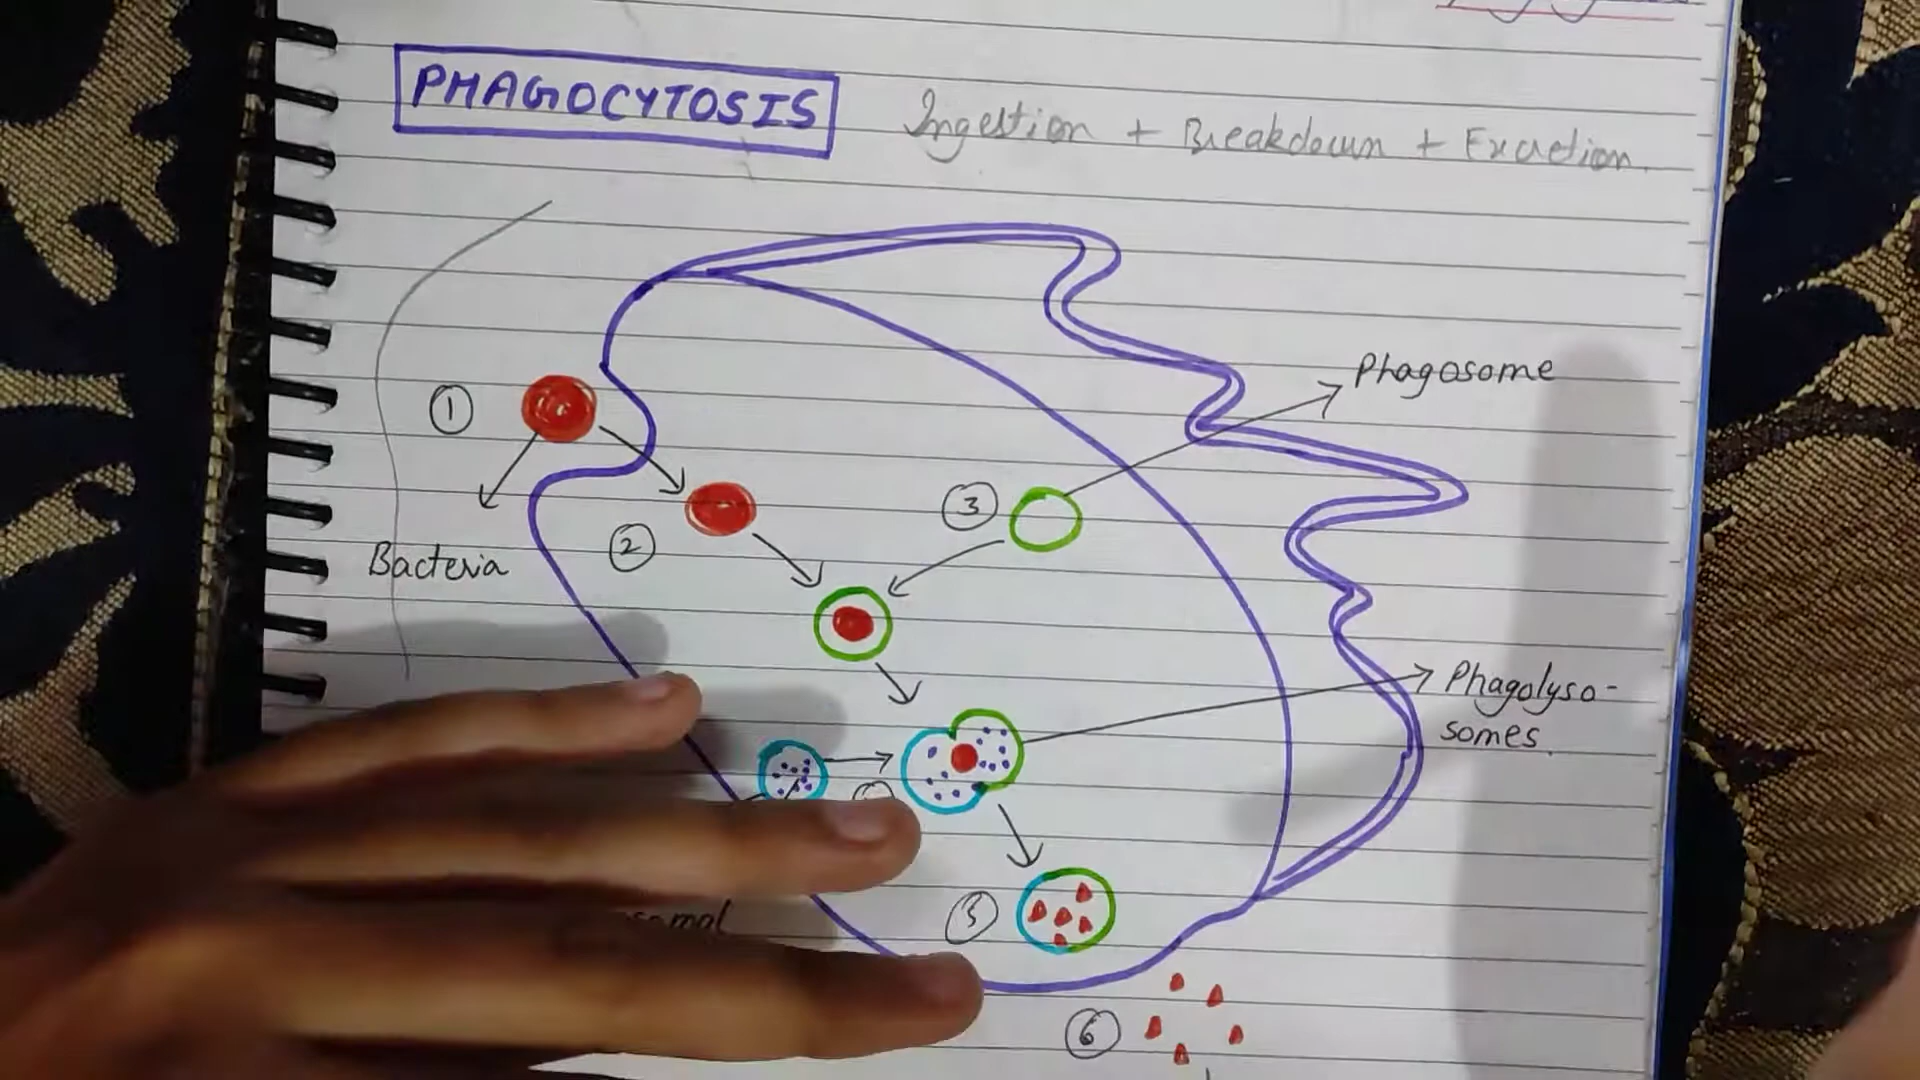 PHAGOCYTOSIS
Ingestion + Breakdown + Excretion.
Phagosome
1
3
2
Bacteria
Phagolyso-
somes.
5
6